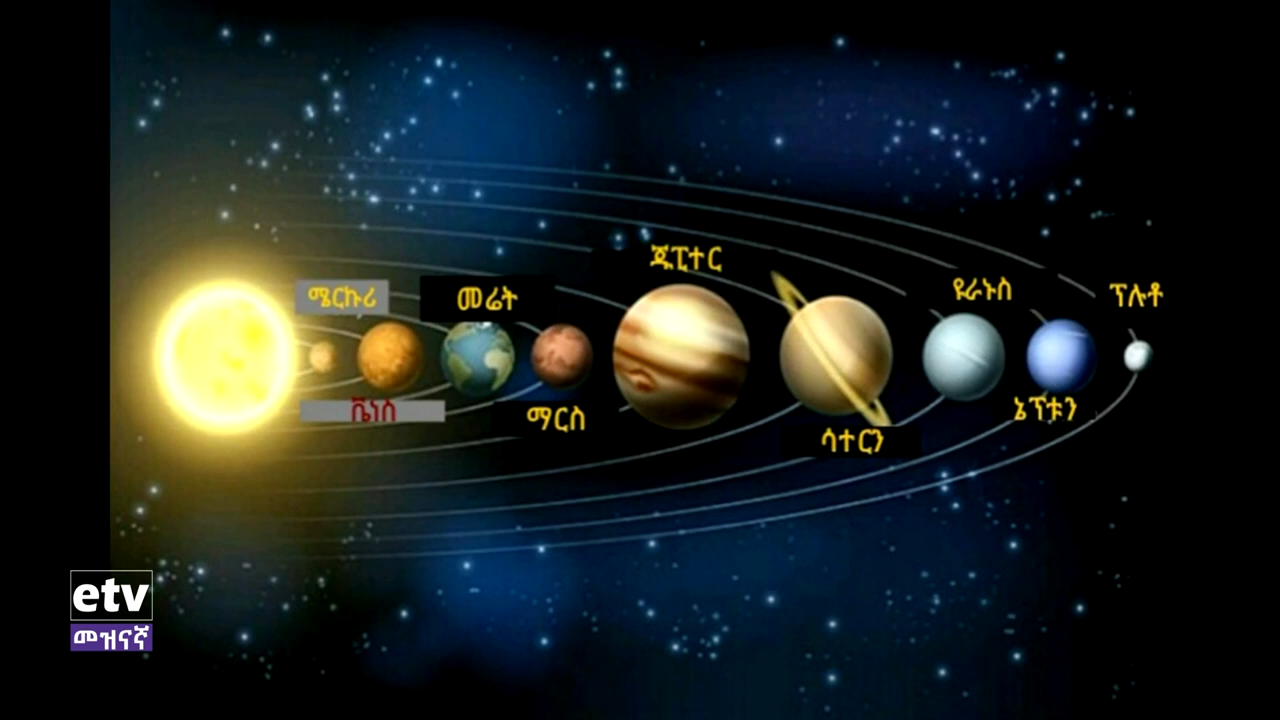 ጁፒተር
ሜርኩሪ
መሬት
ዩራኑስ
ፕሉቶ
ቬነስ
ማርስ
ሳተርን
ኔፕቱን
etv
መዝናኛ